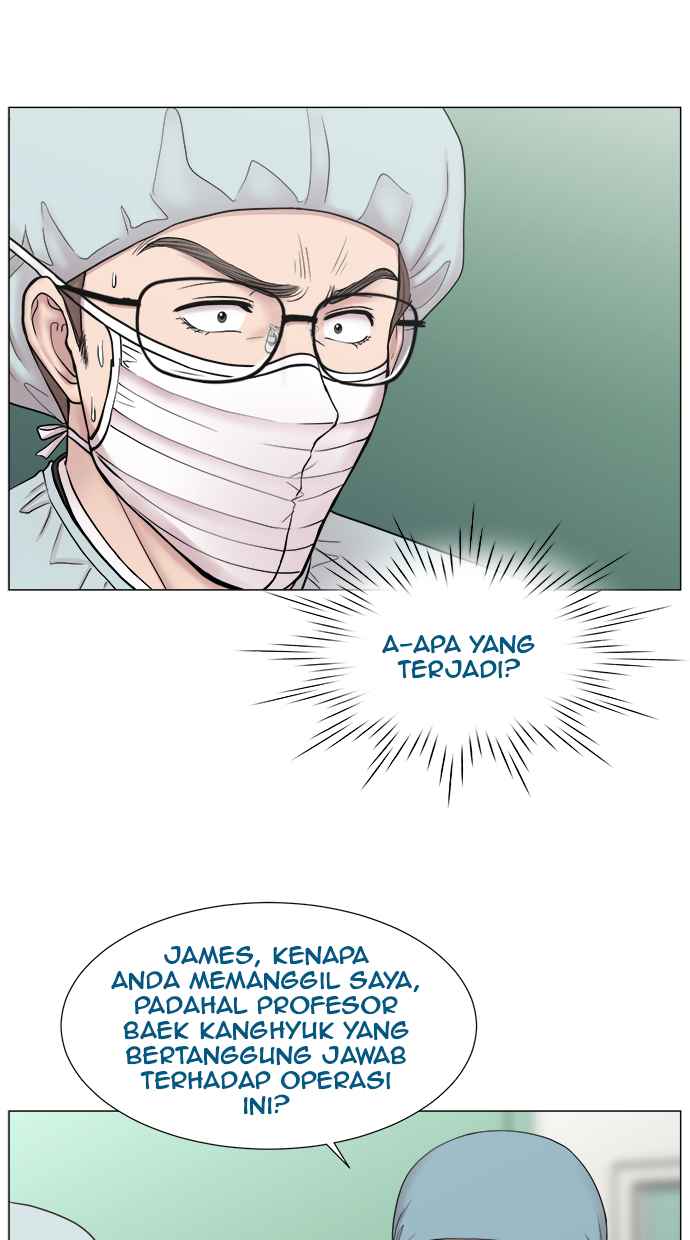 A-APA YANG
TERJADI?
JAMES, KENAPA
ANDA MEMANGGIL SAYA,
PADAHAL PROFESOR
BAEK KANGHYUK YANG
BERTANGGUNG JAWAB
TERHADAP OPERASI
INI?